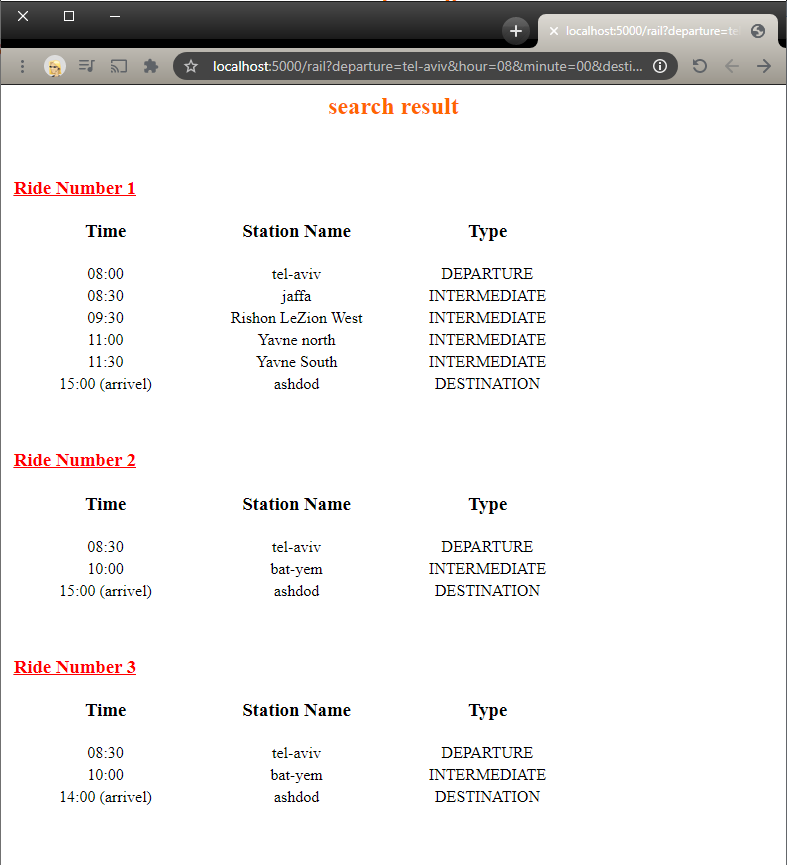 localhost:5000/rail?departure=te
localhost:5000/rail?departure=tel-aviv&hour=08&minute=00&desti...
search result
Ride Number 1
Time Station Name Type
08:00 tel-aviv DEPARTURE
08:30 jaffa INTERMEDIATE
09:30 Rishon LeZion West INTERMEDIATE
11:00 Yavne north INTERMEDIATE
11:30 Yavne South INTERMEDIATE
15:00 (arrivel) ashdod DESTINATION
Ride Number 2
Time Station Name Type
08:30 tel-aviv DEPARTURE
10:00 bat-yem INTERMEDIATE
15:00 (arrivel) ashdod DESTINATION
Ride Number 3
Time Station Name Type
08:30 tel-aviv DEPARTURE
10:00 bat-yem INTERMEDIATE
14:00 (arrivel) ashdod DESTINATION